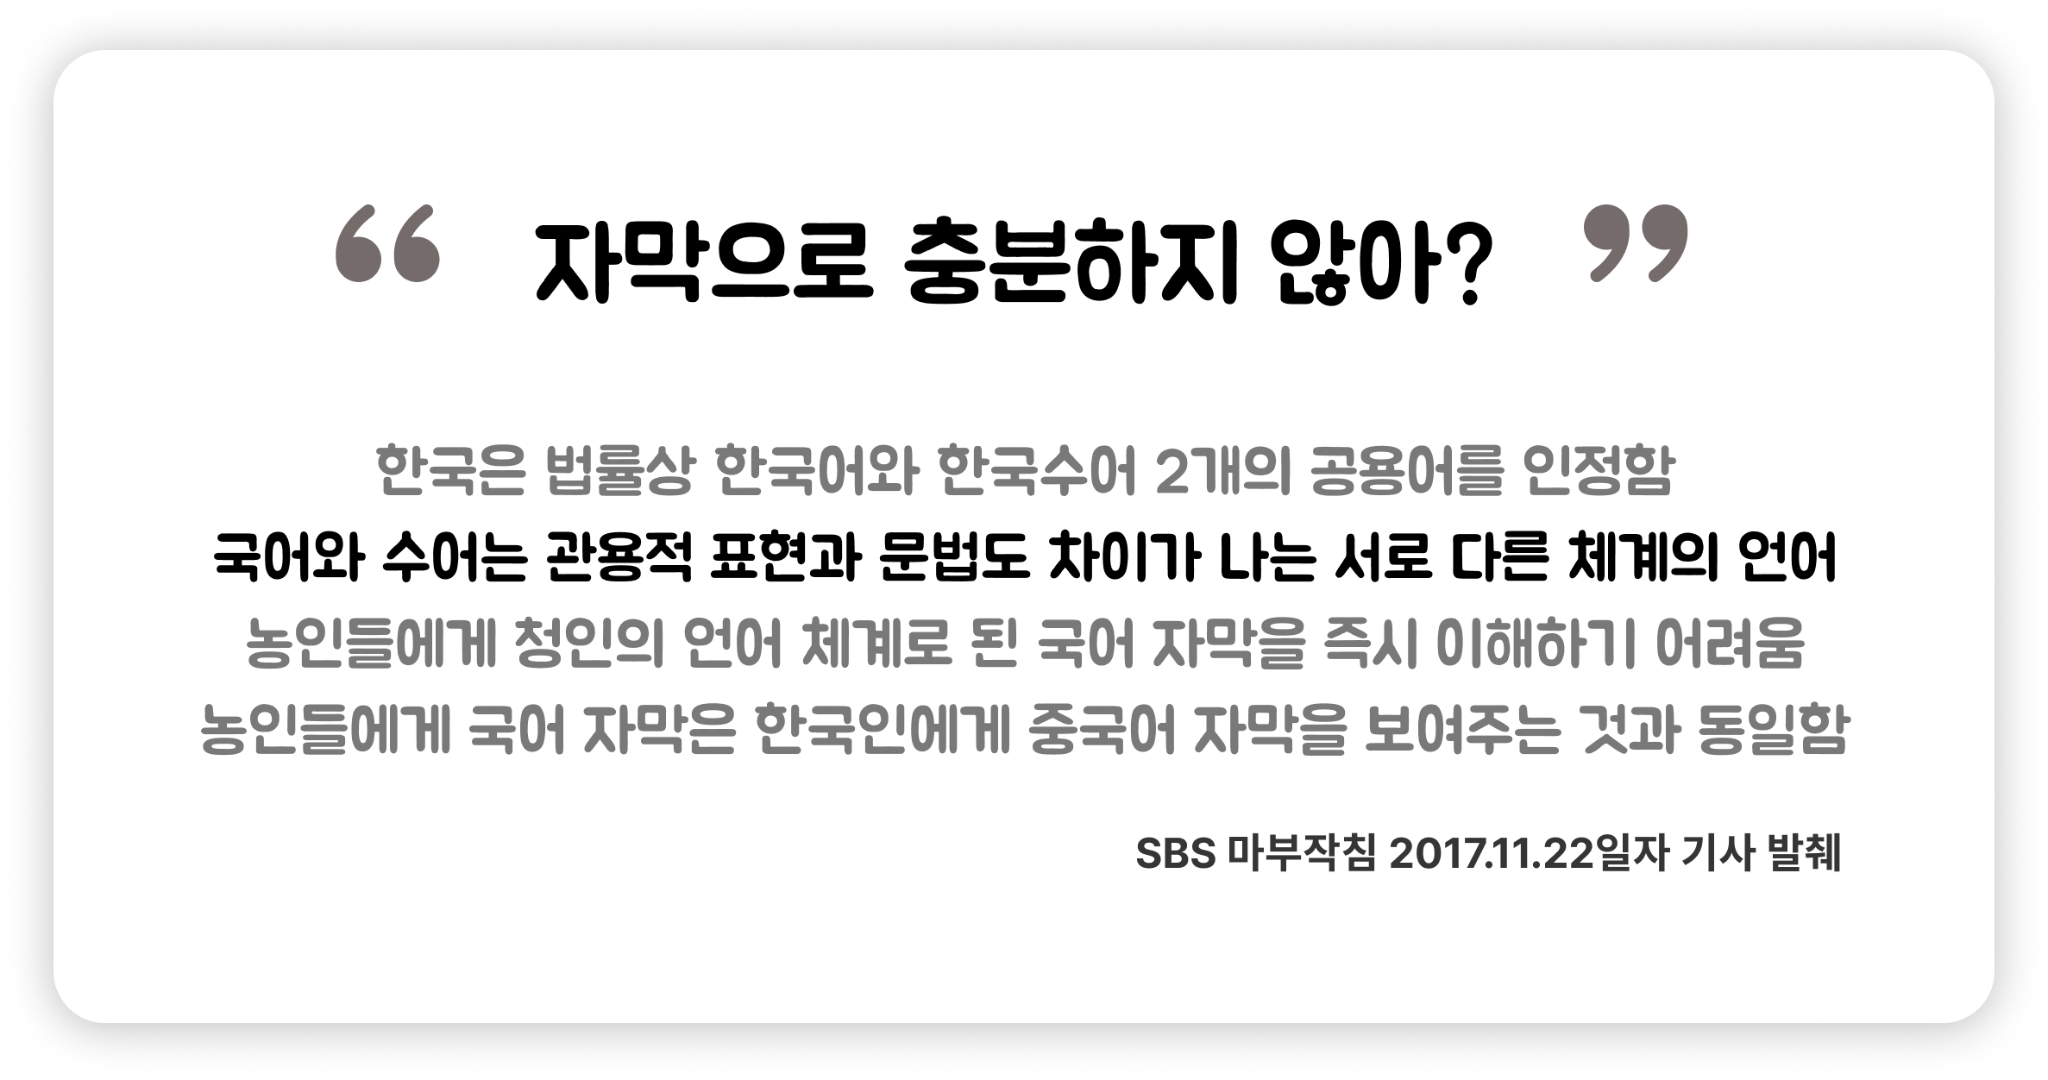 “ 자막으로 충분하지 않아? ”
한국은 법률상 한국어와 한국수어 2개의 공용어를 인정함
국어와 수어는 관용적 표현과 문법도 차이가 나는 서로 다른 체계의 언어
농인들에게 청인의 언어 체계로 된 국어 자막을 즉시 이해하기 어려움
농인들에게 국어 자막은 한국인에게 중국어 자막을 보여주는 것과 동일함
SBS 마부작침 2017.11.22일자 기사 발췌